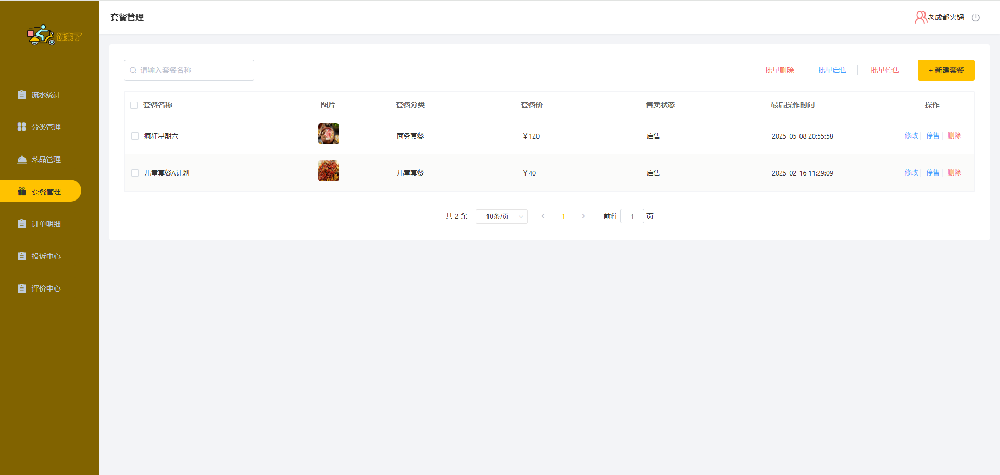 饭来了
流水统计
分类管理
菜品管理
套餐管理
订单明细
投诉中心
评价中心
套餐管理
老成都火锅
请输入套餐名称
批量删除 批量启售 批量停售 + 新建套餐
套餐名称 图片 套餐分类 套餐价 售卖状态 最后操作时间 操作
疯狂星期六 商务套餐 ￥120 启售 2025-05-08 20:55:58 修改 停售 删除
儿童套餐A计划 儿童套餐 ￥40 启售 2025-02-16 11:29:09 修改 停售 删除
共 2 条 10条/页 1 前往 1 页